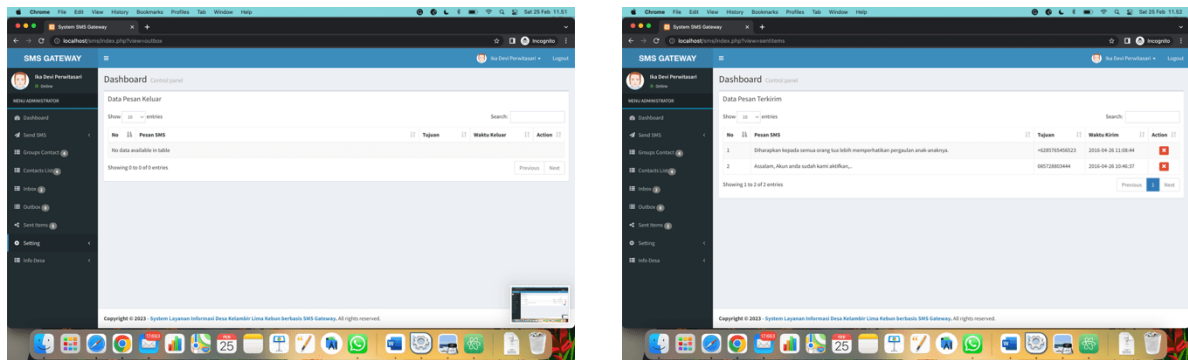 Chrome File Edit View History Bookmarks Profiles Tab Window Help Sat 25 Feb 11.51
System SMS Gateway
localhost/sms/index.php?view=outbox Incognito
SMS GATEWAY Ika Devi Perwitasari Logout
Ika Devi Perwitasari
Online
Dashboard Control panel
MENU ADMINISTRATOR
Data Pesan Keluar
Dashboard
Show 10 entries Search:
Send SMS
No Pesan SMS Tujuan Waktu Keluar Action
Groups Contact
No data available in table
Contacts List
Showing 0 to 0 of 0 entries Previous Next
Inbox
Outbox
Sent Items
Setting
Info Desa
Copyright © 2023 - System Layanan Informasi Desa Kelambir Lima Kebun berbasis SMS Gateway. All rights reserved.
FEB
25
Chrome File Edit View History Bookmarks Profiles Tab Window Help Sat 25 Feb 11.52
System SMS Gateway
localhost/sms/index.php?view=sentitems Incognito
SMS GATEWAY Ika Devi Perwitasari Logout
Ika Devi Perwitasari
Online
Dashboard Control panel
MENU ADMINISTRATOR
Data Pesan Terkirim
Dashboard
Show 10 entries Search:
Send SMS
No Pesan SMS Tujuan Waktu Kirim Action
Groups Contact
1 Diharapkan kepada semua orang tua lebih memperhatikan pergaulan anak-anaknya. +6285765456523 2016-04-26 11:08:44
Contacts List
2 Assalam, Akun anda sudah kami aktifkan,.. 085728803444 2016-04-26 10:46:37
Inbox
Showing 1 to 2 of 2 entries Previous 1 Next
Outbox
Sent Items
Setting
Info Desa
Copyright © 2023 - System Layanan Informasi Desa Kelambir Lima Kebun berbasis SMS Gateway. All rights reserved.
FEB
25